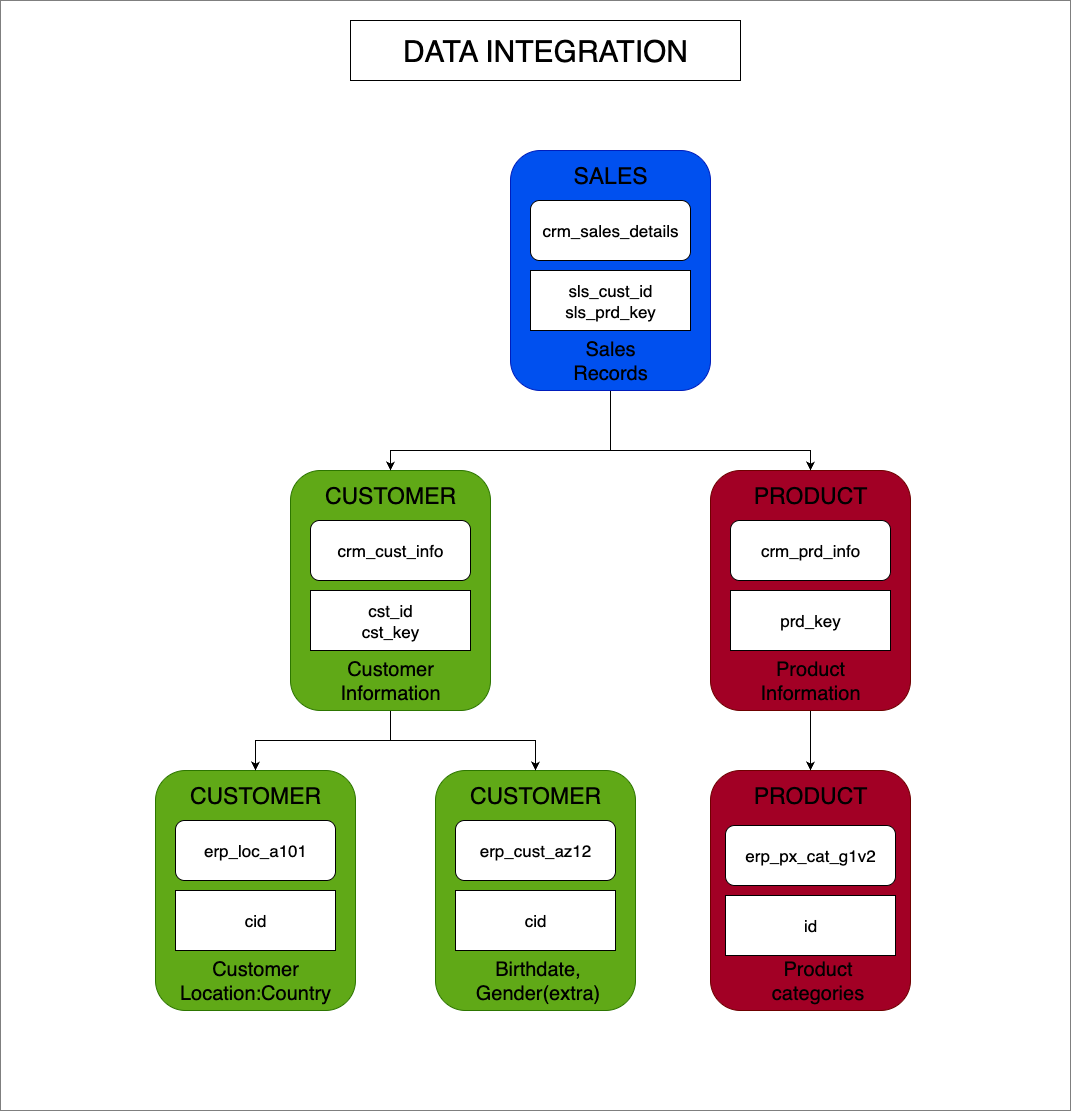 DATA INTEGRATION
SALES
crm_sales_details
sls_cust_id
sls_prd_key
Sales
Records
CUSTOMER
crm_cust_info
cst_id
cst_key
Customer
Information
PRODUCT
crm_prd_info
prd_key
Product
Information
CUSTOMER
erp_loc_a101
cid
Customer
Location:Country
CUSTOMER
erp_cust_az12
cid
Birthdate,
Gender(extra)
PRODUCT
erp_px_cat_g1v2
id
Product
categories